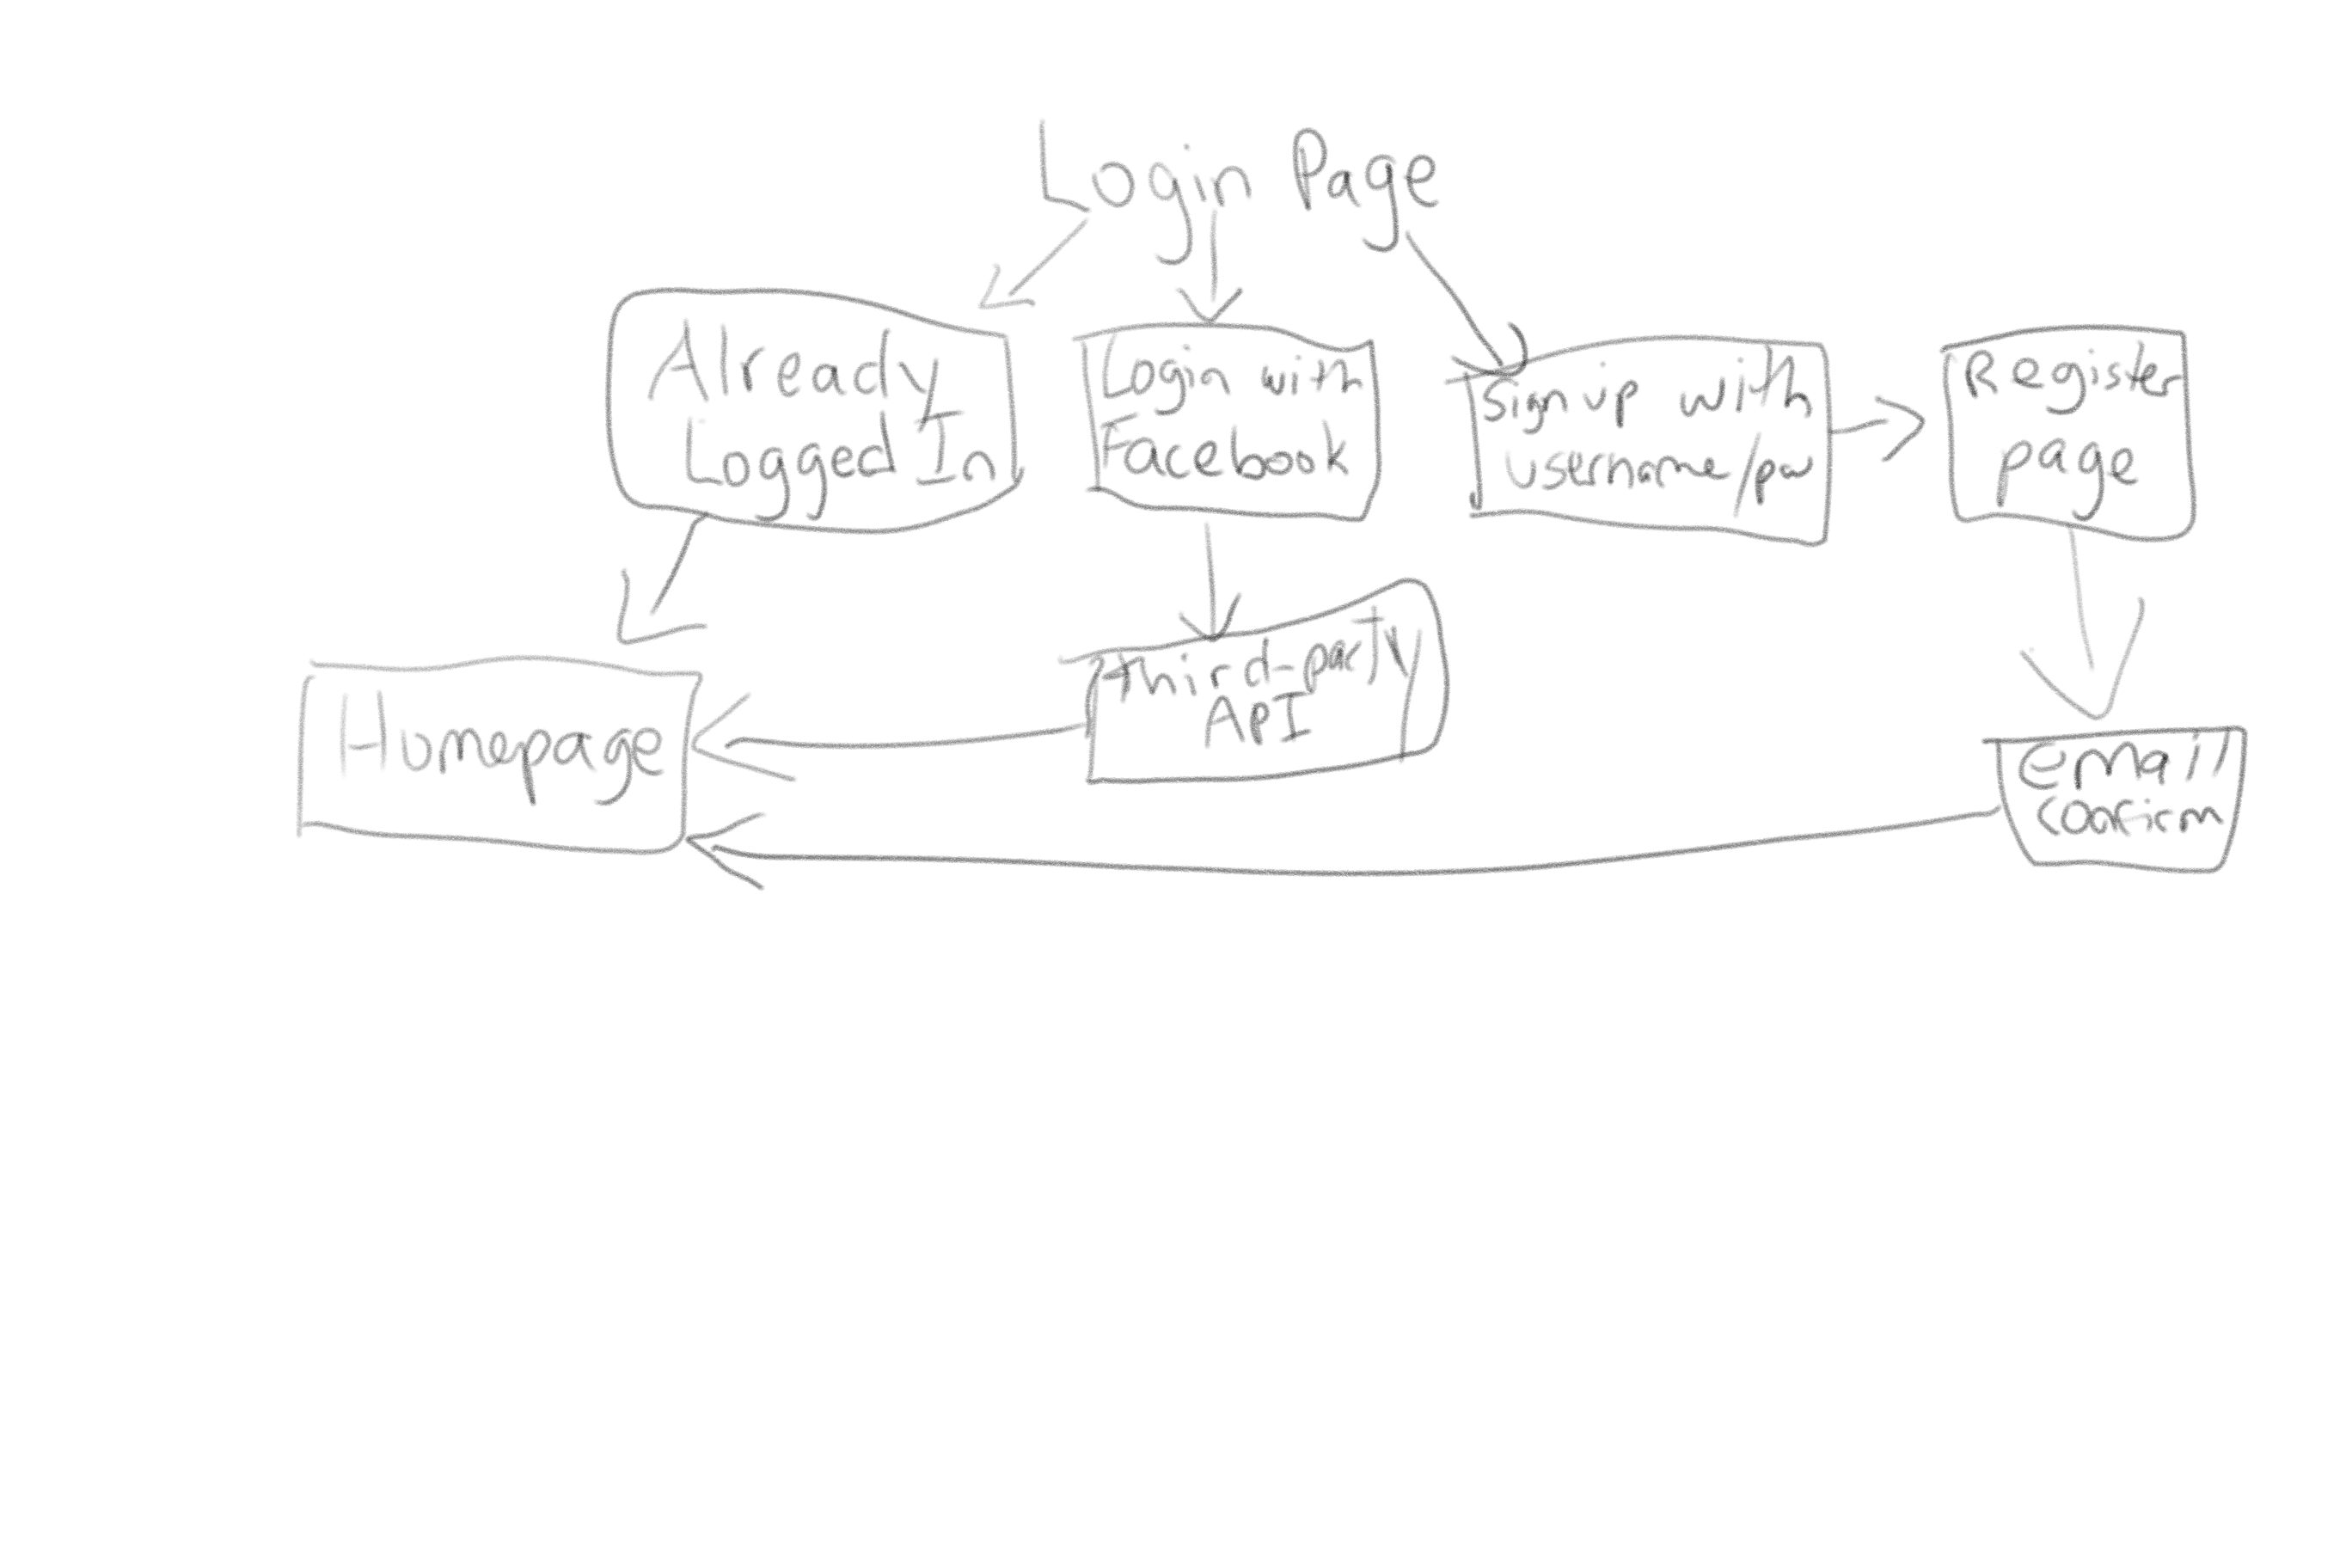 Login Page
Already
Logged In
Login with
Facebook
Sign up with
username/pw
Register
page
Homepage
third-party
API
email
confirm